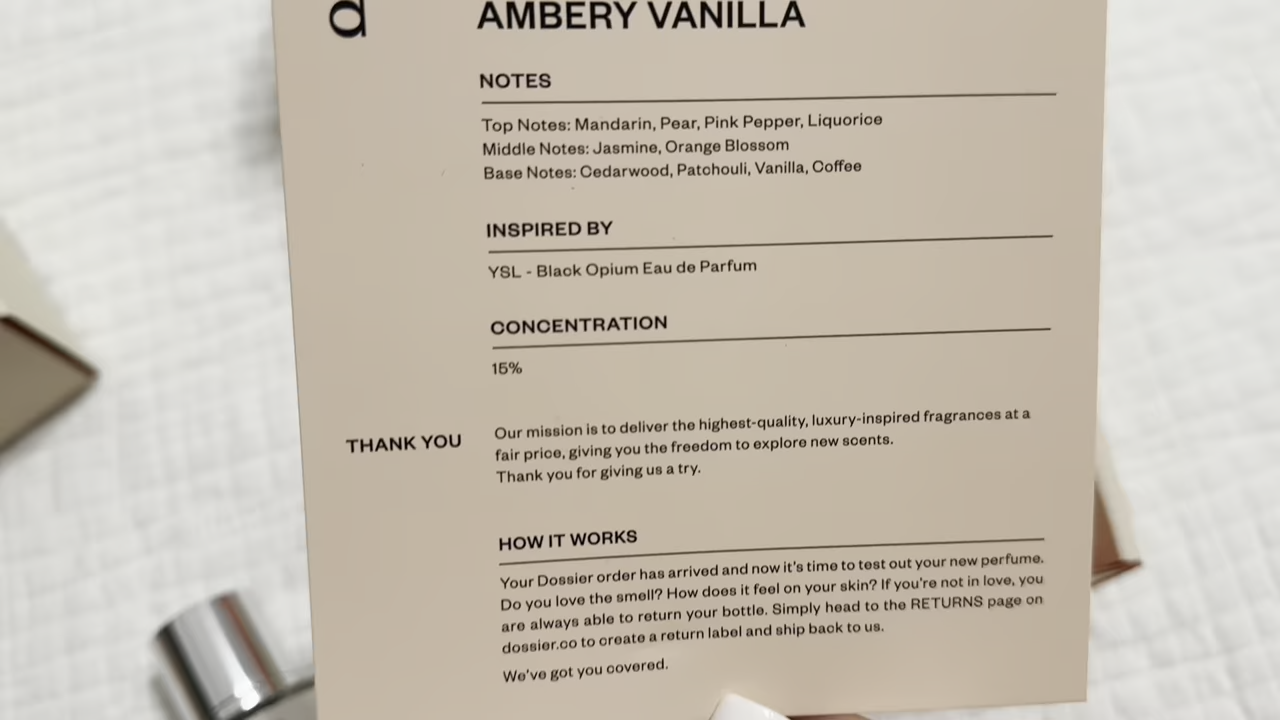 d
AMBERY VANILLA
NOTES
Top Notes: Mandarin, Pear, Pink Pepper, Liquorice
Middle Notes: Jasmine, Orange Blossom
Base Notes: Cedarwood, Patchouli, Vanilla, Coffee
INSPIRED BY
YSL - Black Opium Eau de Parfum
CONCENTRATION
15%
THANK YOU
Our mission is to deliver the highest-quality, luxury-inspired fragrances at a
fair price, giving you the freedom to explore new scents.
Thank you for giving us a try.
HOW IT WORKS
Your Dossier order has arrived and now it's time to test out your new perfume.
Do you love the smell? How does it feel on your skin? If you're not in love, you
are always able to return your bottle. Simply head to the RETURNS page on
dossier.co to create a return label and ship back to us.
We've got you covered.